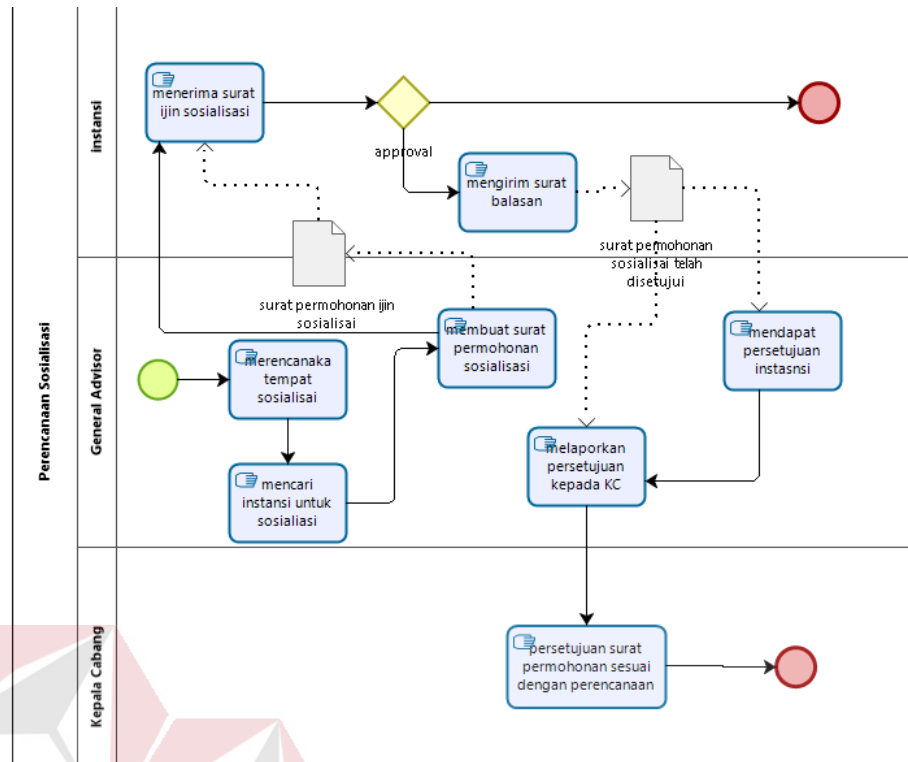 Perencanaan Sosialisasi
instansi
menerima surat
ijin sosialisasi
approval
mengirim surat
balasan
surat permohonan
sosialisai telah
disetujui
General Advisor
surat permohonan ijin
sosialisai
merencanaka
tempat
sosialisai
mencari
instansi untuk
sosialiasi
membuat surat
permohonan
sosialisasi
mendapat
persetujuan
instasnsi
melaporkan
persetujuan
kepada KC
Kepala Cabang
persetujuan surat
permohonan sesuai
dengan perencanaan